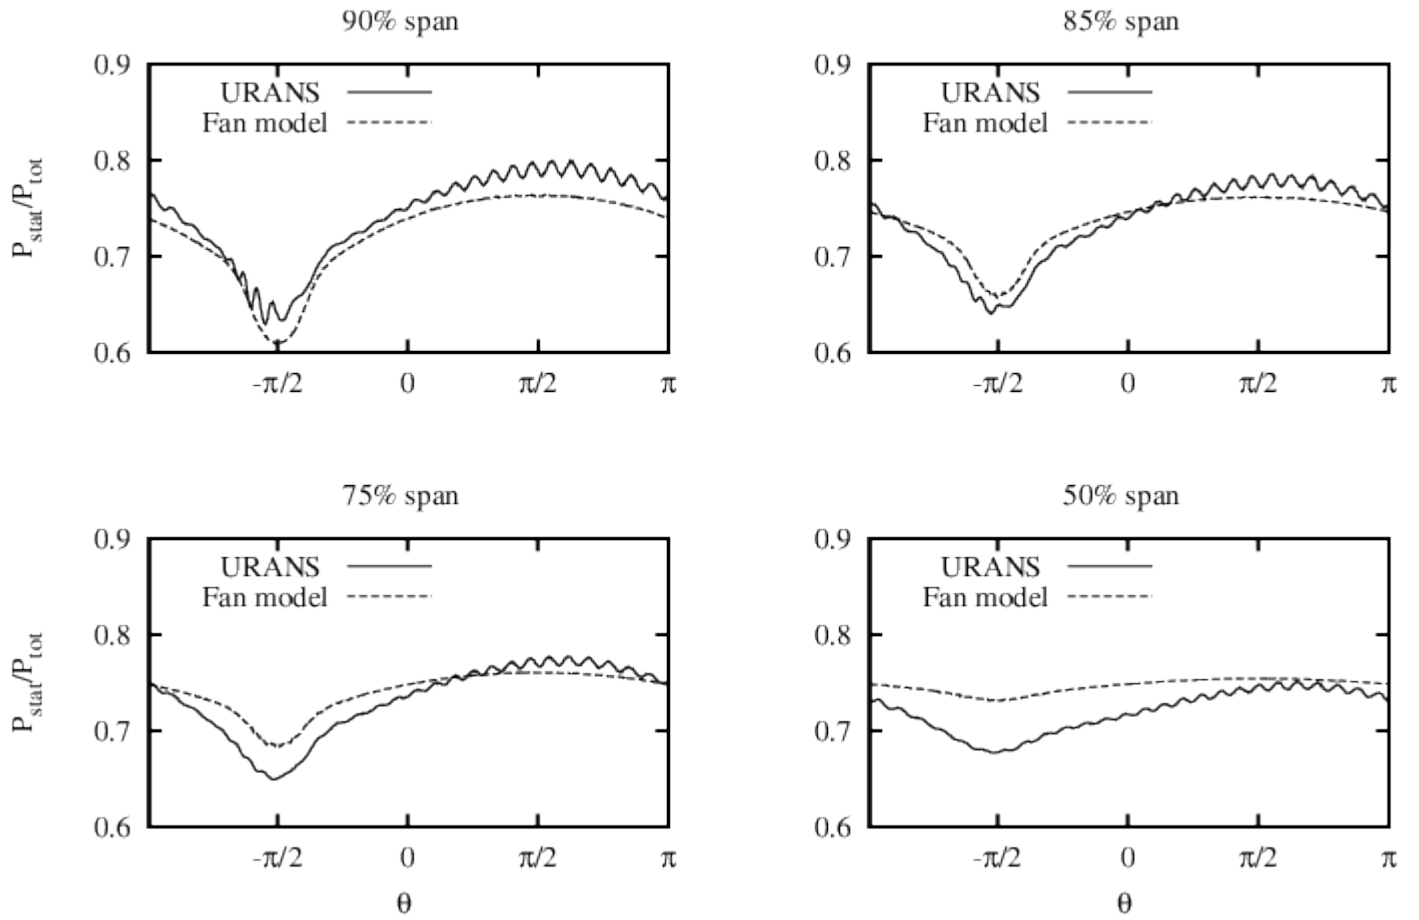 90% span
0.9
0.8
0.7
0.6
P_stat/P_tot
URANS
Fan model
-π/2
0
π/2
π
85% span
0.9
0.8
0.7
0.6
URANS
Fan model
-π/2
0
π/2
π
75% span
0.9
0.8
0.7
0.6
P_stat/P_tot
URANS
Fan model
-π/2
0
π/2
π
θ
50% span
0.9
0.8
0.7
0.6
URANS
Fan model
-π/2
0
π/2
π
θ